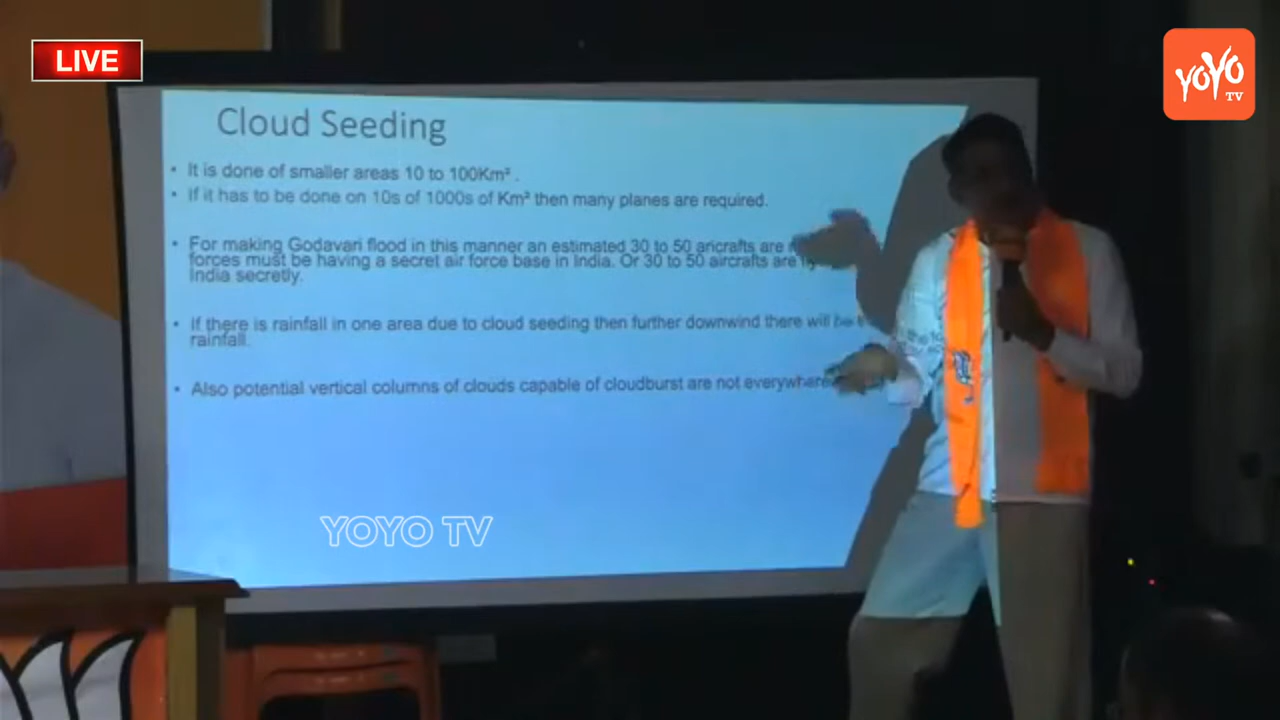 LIVE
YOYO
TV
Cloud Seeding
• It is done of smaller areas 10 to 100Km² .
• If it has to be done on 10s of 1000s of Km² then many planes are required.
• For making Godavari flood in this manner an estimated 30 to 50 aricrafts are
forces must be having a secret air force base in India. Or 30 to 50 aircrafts are
India secretly.
• If there is rainfall in one area due to cloud seeding then further downwind there will be
rainfall.
• Also potential vertical columns of clouds capable of cloudburst are not everywhare
YOYO TV